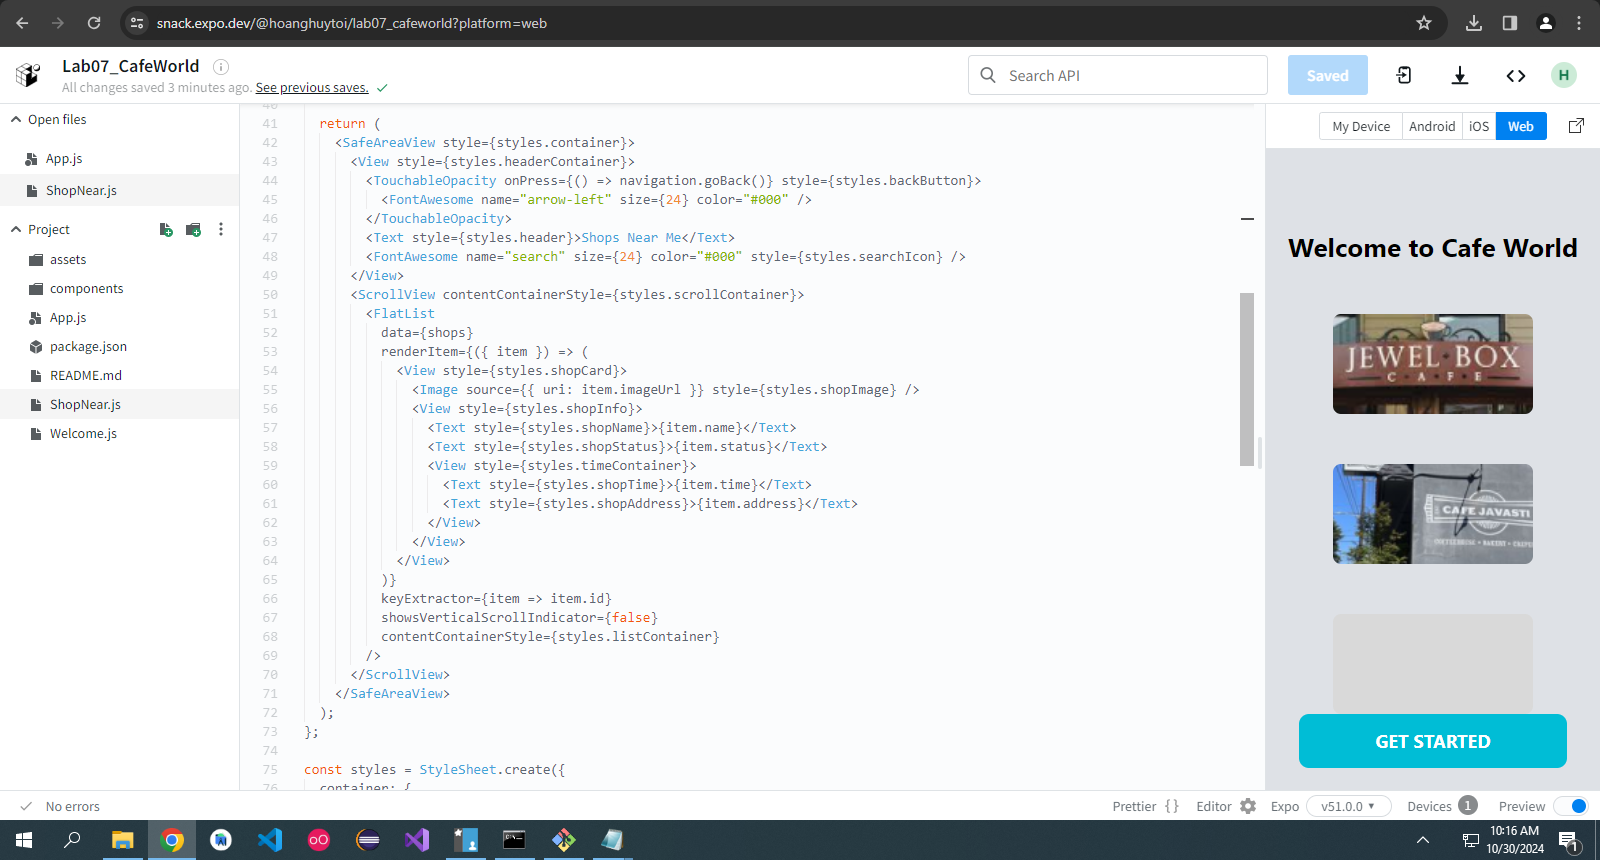 snack.expo.dev/@hoanghuytoi/lab07_cafeworld?platform=web
Lab07_CafeWorld
All changes saved 3 minutes ago. See previous saves.
Search API
Saved
H
Open files
App.js
ShopNear.js
Project
assets
components
App.js
package.json
README.md
ShopNear.js
Welcome.js
40
41 return (
42 <SafeAreaView style={styles.container}>
43 <View style={styles.headerContainer}>
44 <TouchableOpacity onPress={() => navigation.goBack()} style={styles.backButton}>
45 <FontAwesome name="arrow-left" size={24} color="#000" />
46 </TouchableOpacity>
47 <Text style={styles.header}>Shops Near Me</Text>
48 <FontAwesome name="search" size={24} color="#000" style={styles.searchIcon} />
49 </View>
50 <ScrollView contentContainerStyle={styles.scrollContainer}>
51 <FlatList
52 data={shops}
53 renderItem={({ item }) => (
54 <View style={styles.shopCard}>
55 <Image source={{ uri: item.imageUrl }} style={styles.shopImage} />
56 <View style={styles.shopInfo}>
57 <Text style={styles.shopName}>{item.name}</Text>
58 <Text style={styles.shopStatus}>{item.status}</Text>
59 <View style={styles.timeContainer}>
60 <Text style={styles.shopTime}>{item.time}</Text>
61 <Text style={styles.shopAddress}>{item.address}</Text>
62 </View>
63 </View>
64 </View>
65 )}
66 keyExtractor={item => item.id}
67 showsVerticalScrollIndicator={false}
68 contentContainerStyle={styles.listContainer}
69 />
70 </ScrollView>
71 </SafeAreaView>
72 );
73 };
74
75 const styles = StyleSheet.create({
76 container: {
My Device Android iOS Web
Welcome to Cafe World
JEWEL BOX
CAFE
CAFE JAVASTI
GET STARTED
No errors
Prettier {} Editor Expo v51.0.0 Devices 1 Preview
10:16 AM
10/30/2024
1